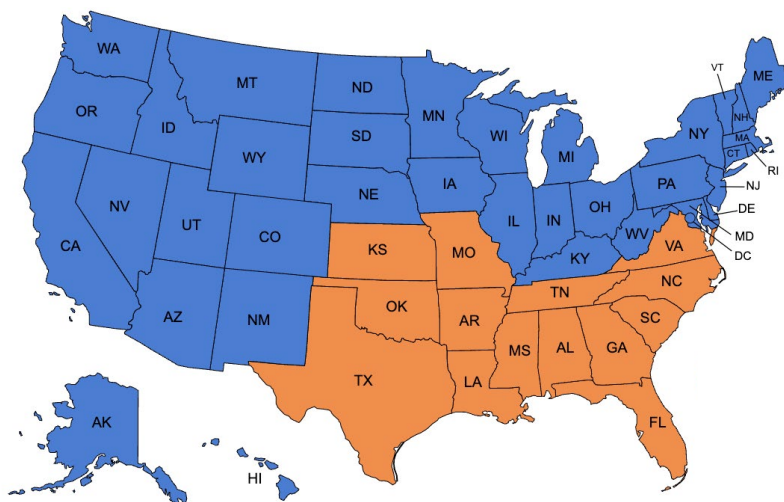 WA
MT
ND
MN
VT
ME
OR
ID
SD
WI
MI
NY
NH
MA
CT
RI
WY
NE
IA
PA
NJ
NV
UT
CO
IL
IN
OH
DE
MD
DC
CA
KS
MO
WV
VA
KY
AZ
NM
OK
AR
TN
NC
SC
TX
LA
MS
AL
GA
FL
AK
HI